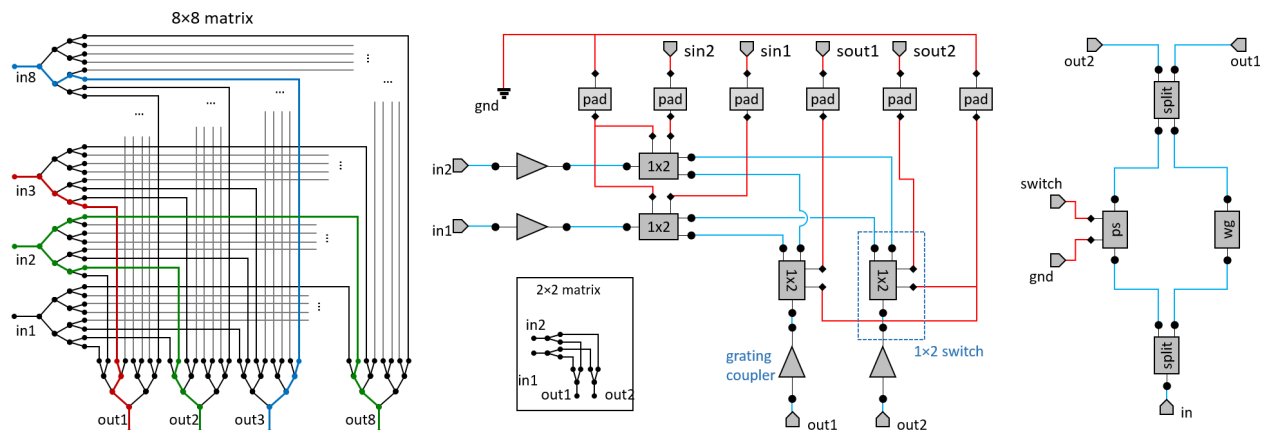 8×8 matrix
in8
...
...
...
...
in3
in2
in1
...
...
...
out1
out2
out3
out8
sin2
sin1
sout1
sout2
gnd
pad
pad
pad
pad
pad
pad
in2
1x2
in1
1x2
1x2
1x2
2×2 matrix
in2
in1
out1
out2
grating
coupler
1×2 switch
out1
out2
out2
out1
split
switch
ps
wg
gnd
split
in